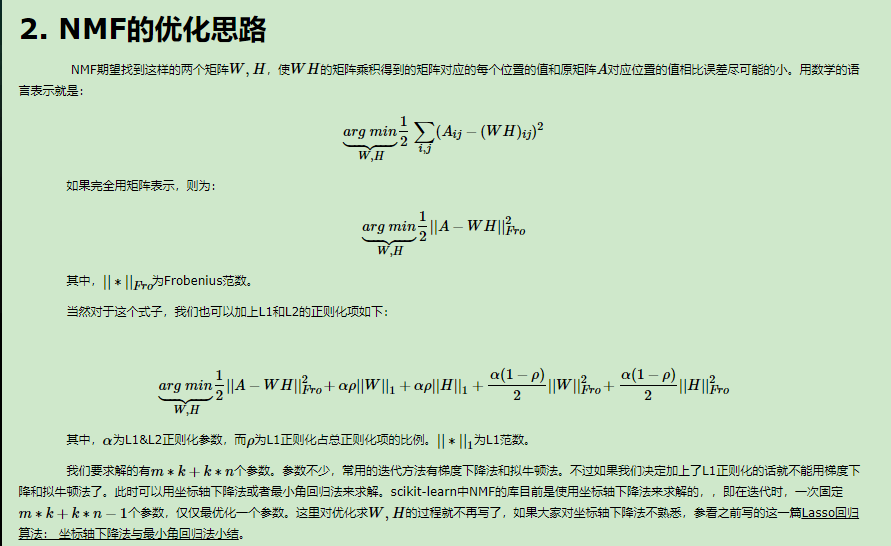 2. NMF的优化思路
NMF期望找到这样的两个矩阵W, H，使WH的矩阵乘积得到的矩阵对应的每个位置的值和原矩阵A对应位置的值相比误差尽可能的小。用数学的语
言表示就是：
$\underbrace{arg\;min}_{W,H}\frac{1}{2}\sum_{i,j}(A_{ij}-(WH)_{ij})^2$
如果完全用矩阵表示，则为：
$\underbrace{arg\;min}_{W,H}\frac{1}{2}||A-WH||_{Fro}^2$
其中，$||*||_{Fro}$为Frobenius范数。
当然对于这个式子，我们也可以加上L1和L2的正则化项如下：
$\underbrace{arg\;min}_{W,H}\frac{1}{2}||A-WH||_{Fro}^2+\alpha\rho||W||_1+\alpha\rho||H||_1+\frac{\alpha(1-\rho)}{2}||W||_{Fro}^2+\frac{\alpha(1-\rho)}{2}||H||_{Fro}^2$
其中，α为L1&L2正则化参数，而ρ为L1正则化占总正则化项的比例。$||*||_1$为L1范数。
我们要求解的有m∗k+k∗n个参数。参数不少，常用的迭代方法有梯度下降法和拟牛顿法。不过如果我们决定加上了L1正则化的话就不能用梯度下
降和拟牛顿法了。此时可以用坐标轴下降法或者最小角回归法来求解。scikit-learn中NMF的库目前是使用坐标轴下降法来求解的，，即在迭代时，一次固定
m∗k+k∗n−1个参数，仅仅最优化一个参数。这里对优化求W, H的过程就不再写了，如果大家对坐标轴下降法不熟悉，参看之前写的这一篇Lasso回归
算法： 坐标轴下降法与最小角回归法小结。